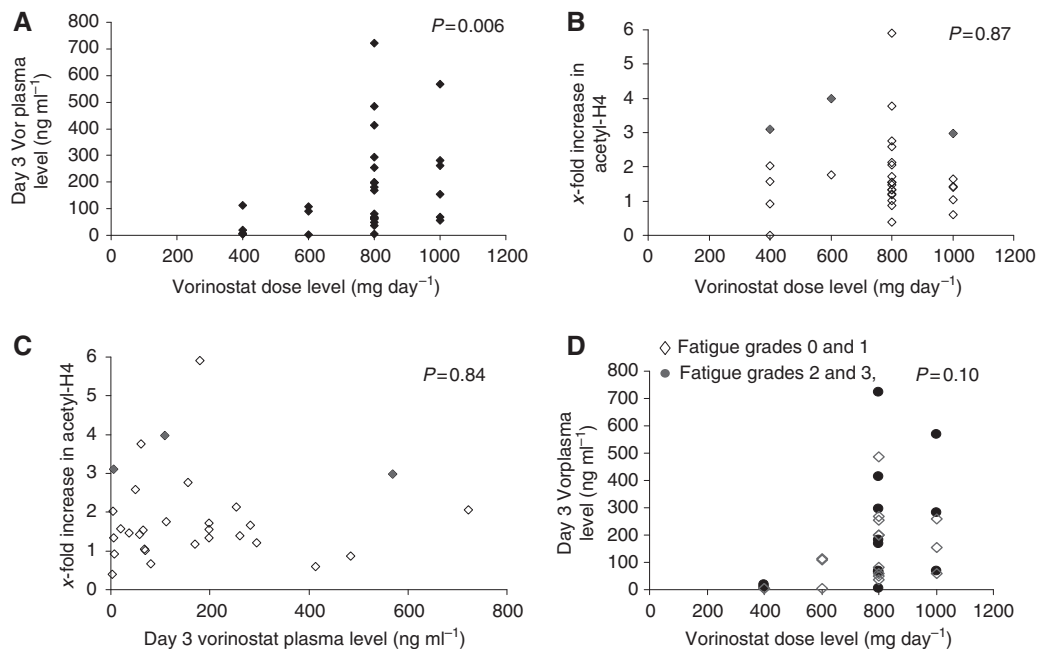 A
P=0.006
Day 3 Vor plasma
level (ng ml⁻¹)
800
700
600
500
400
300
200
100
0
0 200 400 600 800 1000 1200
Vorinostat dose level (mg day⁻¹)
B
P=0.87
x-fold increase in
acetyl-H4
6
5
4
3
2
1
0
0 200 400 600 800 1000 1200
Vorinostat dose level (mg day⁻¹)
C
P=0.84
x-fold increase in acetyl-H4
6
5
4
3
2
1
0
0 200 400 600 800
Day 3 vorinostat plasma level (ng ml⁻¹)
D
Fatigue grades 0 and 1
Fatigue grades 2 and 3,
P=0.10
Day 3 Vorplasma
level (ng ml⁻¹)
800
700
600
500
400
300
200
100
0
0 200 400 600 800 1000 1200
Vorinostat dose level (mg day⁻¹)